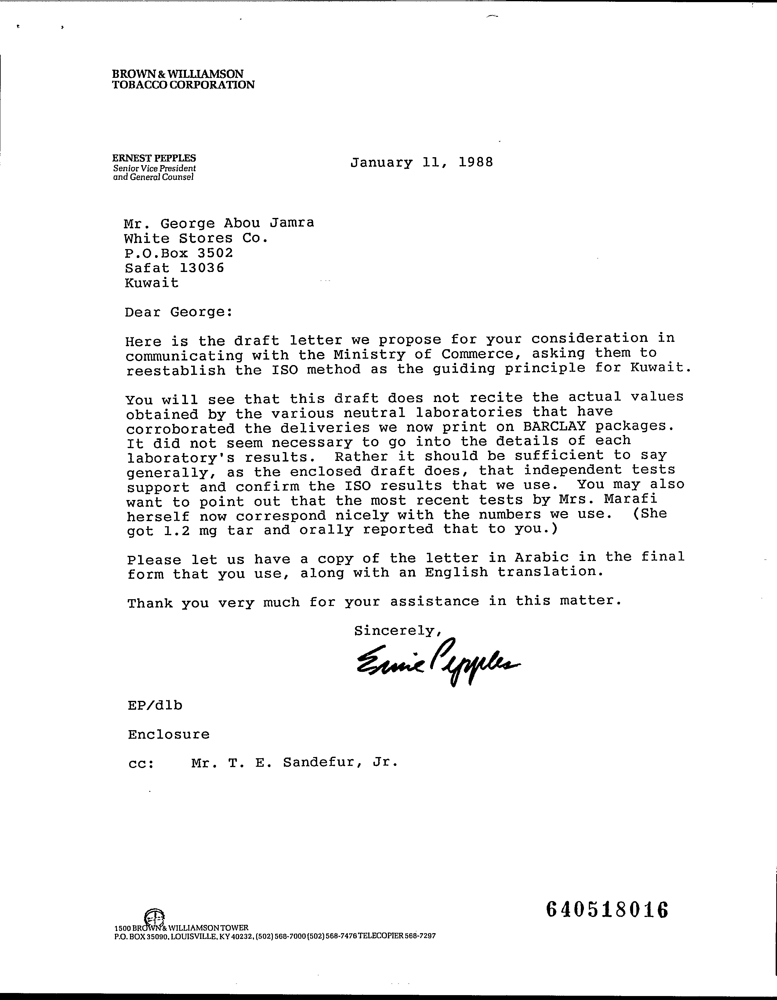 BROWN & WILLIAMSON
TOBACCO CORPORATION
ERNEST PEPPLES
Senior Vice President
and General Counsel
January 11, 1988
Mr. George Abou Jamra
White Stores Co.
P.O.Box 3502
Safat 13036
Kuwait
Dear George:
Here is the draft letter we propose for your consideration in
communicating with the Ministry of Commerce, asking them to
reestablish the ISO method as the guiding principle for Kuwait.
You will see that this draft does not recite the actual values
obtained by the various neutral laboratories that have
corroborated the deliveries we now print on BARCLAY packages.
It did not seem necessary to go into the details of each
laboratory's results. Rather it should be sufficient to say
generally, as the enclosed draft does, that independent tests
support and confirm the ISO results that we use. You may also
want to point out that the most recent tests by Mrs. Marafi
herself now correspond nicely with the numbers we use. (She
got 1.2 mg tar and orally reported that to you.)
Please let us have a copy of the letter in Arabic in the final
form that you use, along with an English translation.
Thank you very much for your assistance in this matter.
Sincerely,
Ernie Pepples
EP/dlb
Enclosure
cc: Mr. T. E. Sandefur, Jr.
640518016
1500 BROWN & WILLIAMSON TOWER
P.O. BOX 35090, LOUISVILLE, KY 40232, (502) 568-7000 (502) 568-7476 TELECOPIER 568-7297